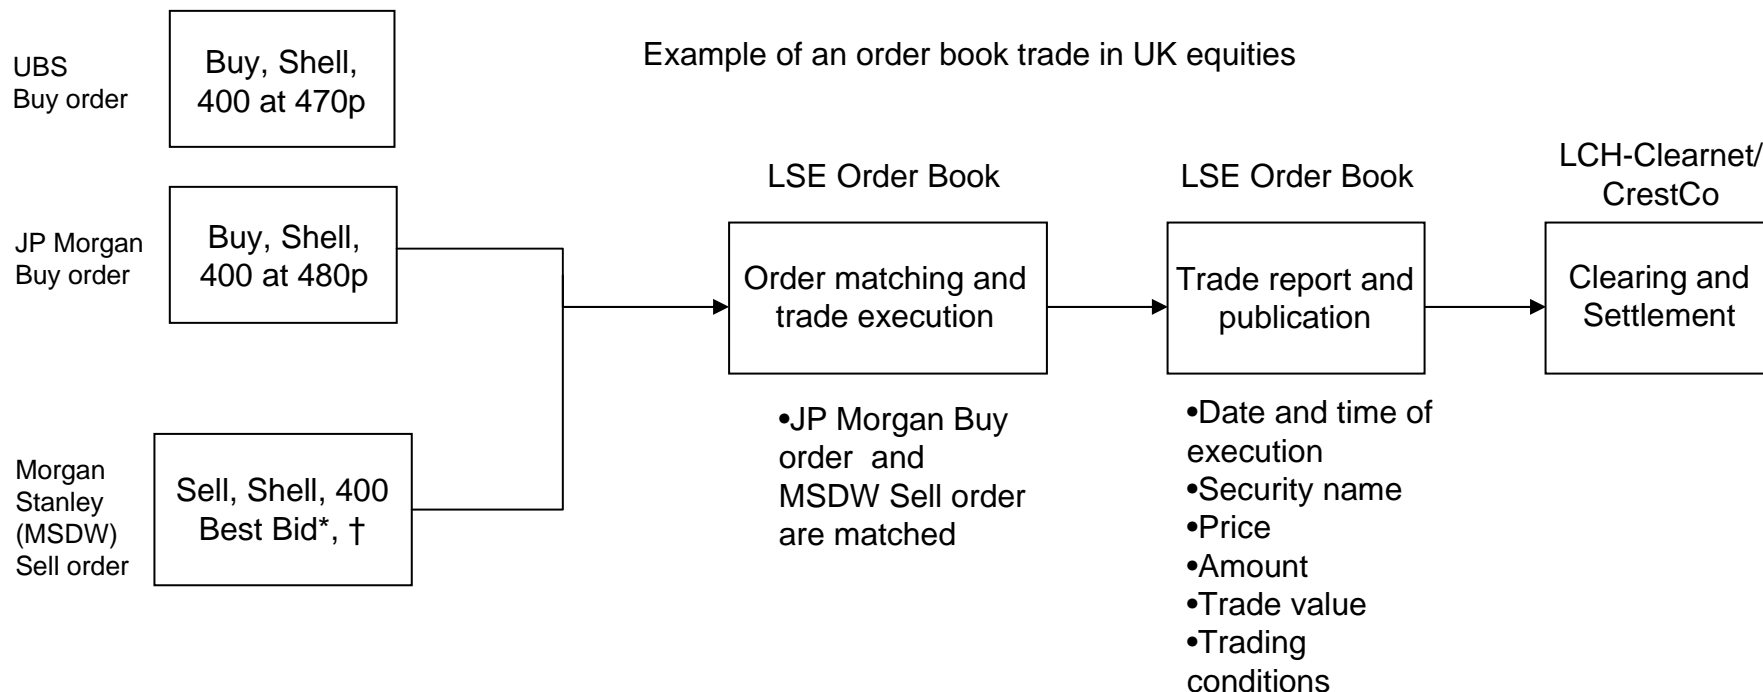 Example of an order book trade in UK equities
UBS
Buy order
Buy, Shell,
400 at 470p
JP Morgan
Buy order
Buy, Shell,
400 at 480p
Morgan
Stanley
(MSDW)
Sell order
Sell, Shell, 400
Best Bid*, †
LSE Order Book
Order matching and
trade execution
•JP Morgan Buy
order and
MSDW Sell order
are matched
LSE Order Book
Trade report and
publication
•Date and time of
execution
•Security name
•Price
•Amount
•Trade value
•Trading
conditions
LCH-Clearnet/
CrestCo
Clearing and
Settlement